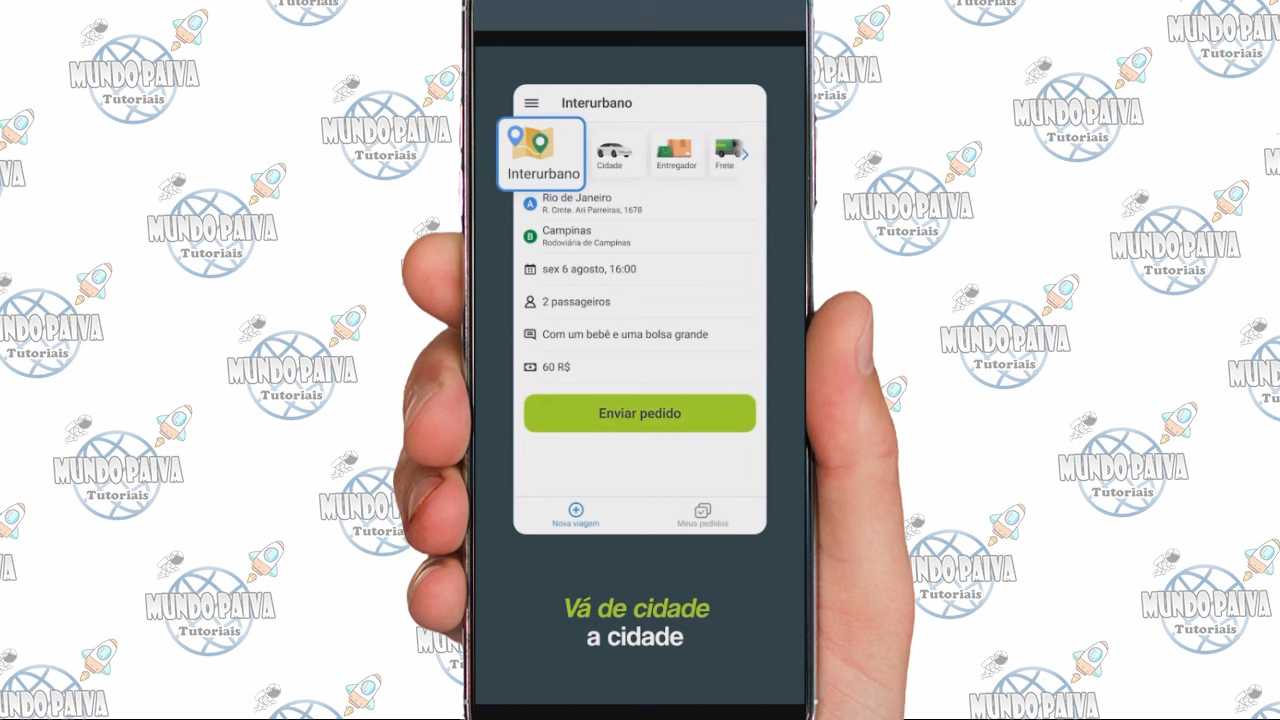 MUNDO PAIVA
Tutoriais
Interurbano
Interurbano
Cidade
Entregador
Frete
A
Rio de Janeiro
R. Cmte. Ari Parreiras, 1678
B
Campinas
Rodoviária de Campinas
sex 6 agosto, 16:00
2 passageiros
Com um bebê e uma bolsa grande
60 R$
Enviar pedido
Nova viagem
Meus pedidos
Vá de cidade
a cidade